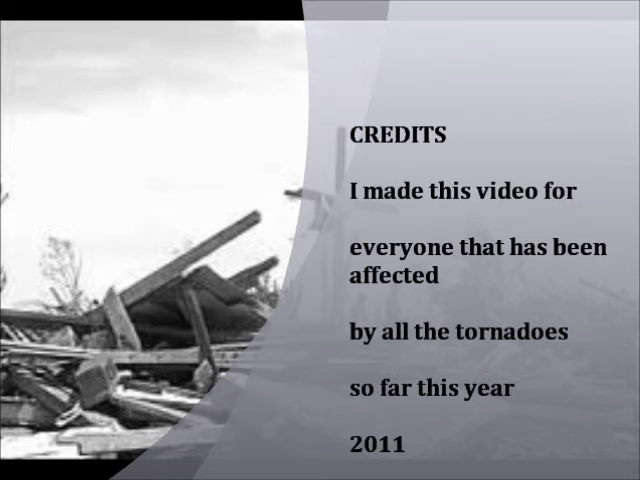 CREDITS
I made this video for
everyone that has been
affected
by all the tornadoes
so far this year
2011